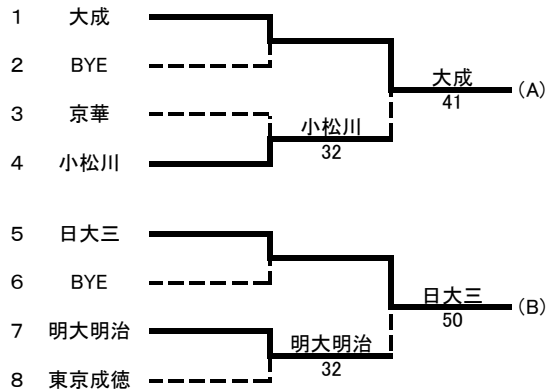 1 大成
2 BYE
大成 (A)
41
3 京華
小松川
32
4 小松川
5 日大三
6 BYE
日大三 (B)
50
7 明大明治
明大明治
32
8 東京成徳